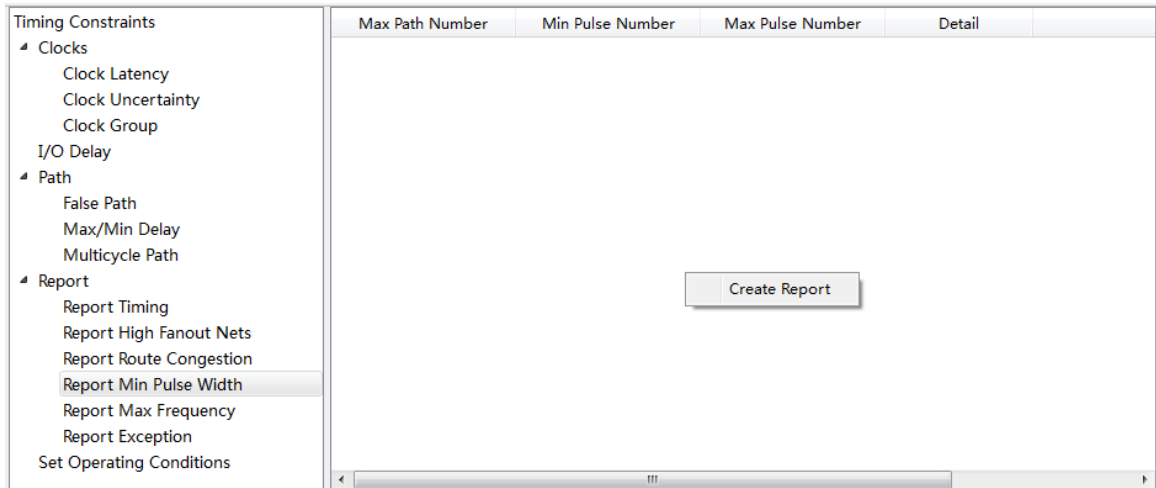 Timing Constraints
Clocks
Clock Latency
Clock Uncertainty
Clock Group
I/O Delay
Path
False Path
Max/Min Delay
Multicycle Path
Report
Report Timing
Report High Fanout Nets
Report Route Congestion
Report Min Pulse Width
Report Max Frequency
Report Exception
Set Operating Conditions
Max Path Number Min Pulse Number Max Pulse Number Detail
Create Report